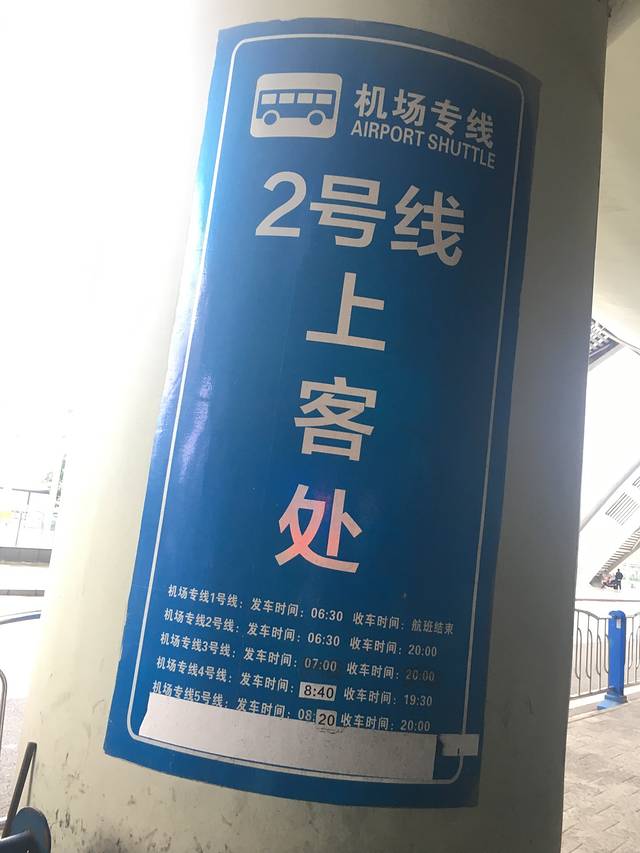 机场专线
AIRPORT SHUTTLE
2号线
上
客
处
机场专线1号线：发车时间：06:30 收车时间：航班结束
机场专线2号线：发车时间：06:30 收车时间：20:00
机场专线3号线：发车时间：07:00 收车时间：20:00
机场专线4号线：发车时间：8:40 收车时间：19:30
机场专线5号线：发车时间：08:20 收车时间：20:00